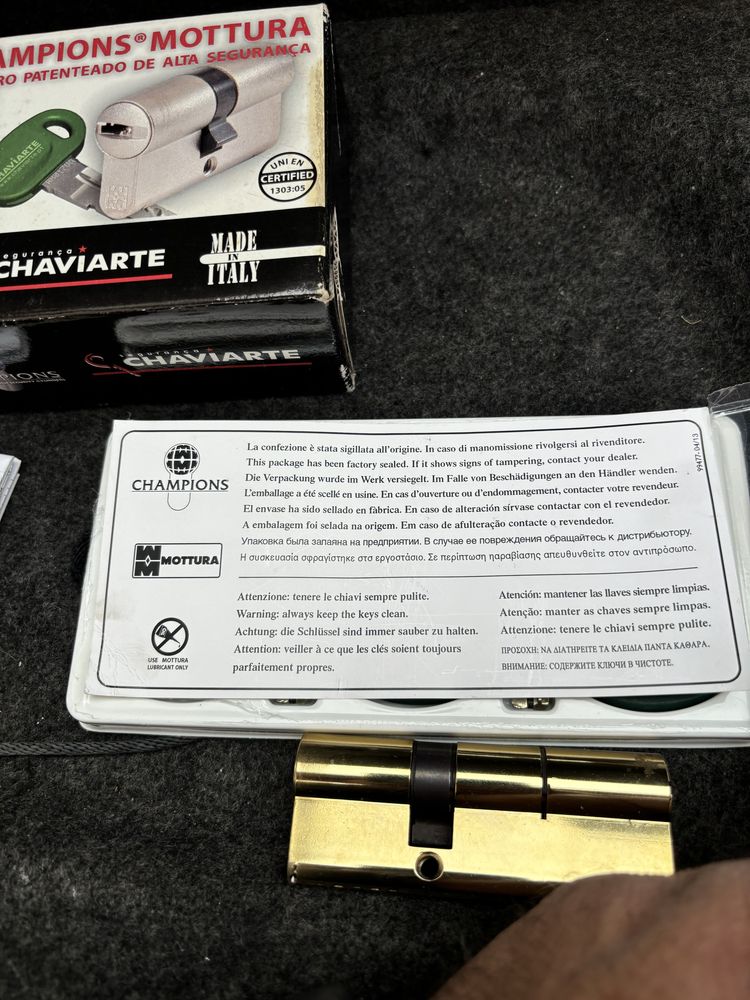 AMPIONS® MOTTURA
RO PATENTEADO DE ALTA SEGURANÇA
CHAVIARTE
UNI EN
CERTIFIED
1303:05
segurança
CHAVIARTE
MADE
IN
ITALY
PIONS
segurança
CHAVIARTE
CHAMPIONS
MOTTURA
USE MOTTURA
LUBRICANT ONLY
La confezione è stata sigillata all'origine. In caso di manomissione rivolgersi al rivenditore.
This package has been factory sealed. If it shows signs of tampering, contact your dealer.
Die Verpackung wurde im Werk versiegelt. Im Falle von Beschädigungen an den Händler wenden.
L'emballage a été scellé en usine. En cas d'ouverture ou d'endommagement, contacter votre revendeur.
El envase ha sido sellado en fábrica. En caso de alteración sírvase contactar con el revendedor.
A embalagem foi selada na origem. Em caso de afulteração contacte o revendedor.
Упаковка была запаяна на предприятии. В случае ее повреждения обращайтесь к дистрибьютору.
Η συσκευασία σφραγίστηκε στο εργοστάσιο. Σε περίπτωση παραβίασης απευθυνθείτε στον αντιπρόσωπο.
99477-04/13
Attenzione: tenere le chiavi sempre pulite.
Warning: always keep the keys clean.
Achtung: die Schlüssel sind immer sauber zu halten.
Attention: veiller à ce que les clés soient toujours
parfaitement propres.
Atención: mantener las llaves siempre limpias.
Atenção: manter as chaves sempre limpas.
Attenzione: tenere le chiavi sempre pulite.
ΠΡΟΣΟΧΗ: ΝΑ ΔΙΑΤΗΡΕΙΤΕ ΤΑ ΚΛΕΙΔΙΑ ΠΑΝΤΑ ΚΑΘΑΡΑ.
ВНИМАНИЕ: СОДЕРЖИТЕ КЛЮЧИ В ЧИСТОТЕ.